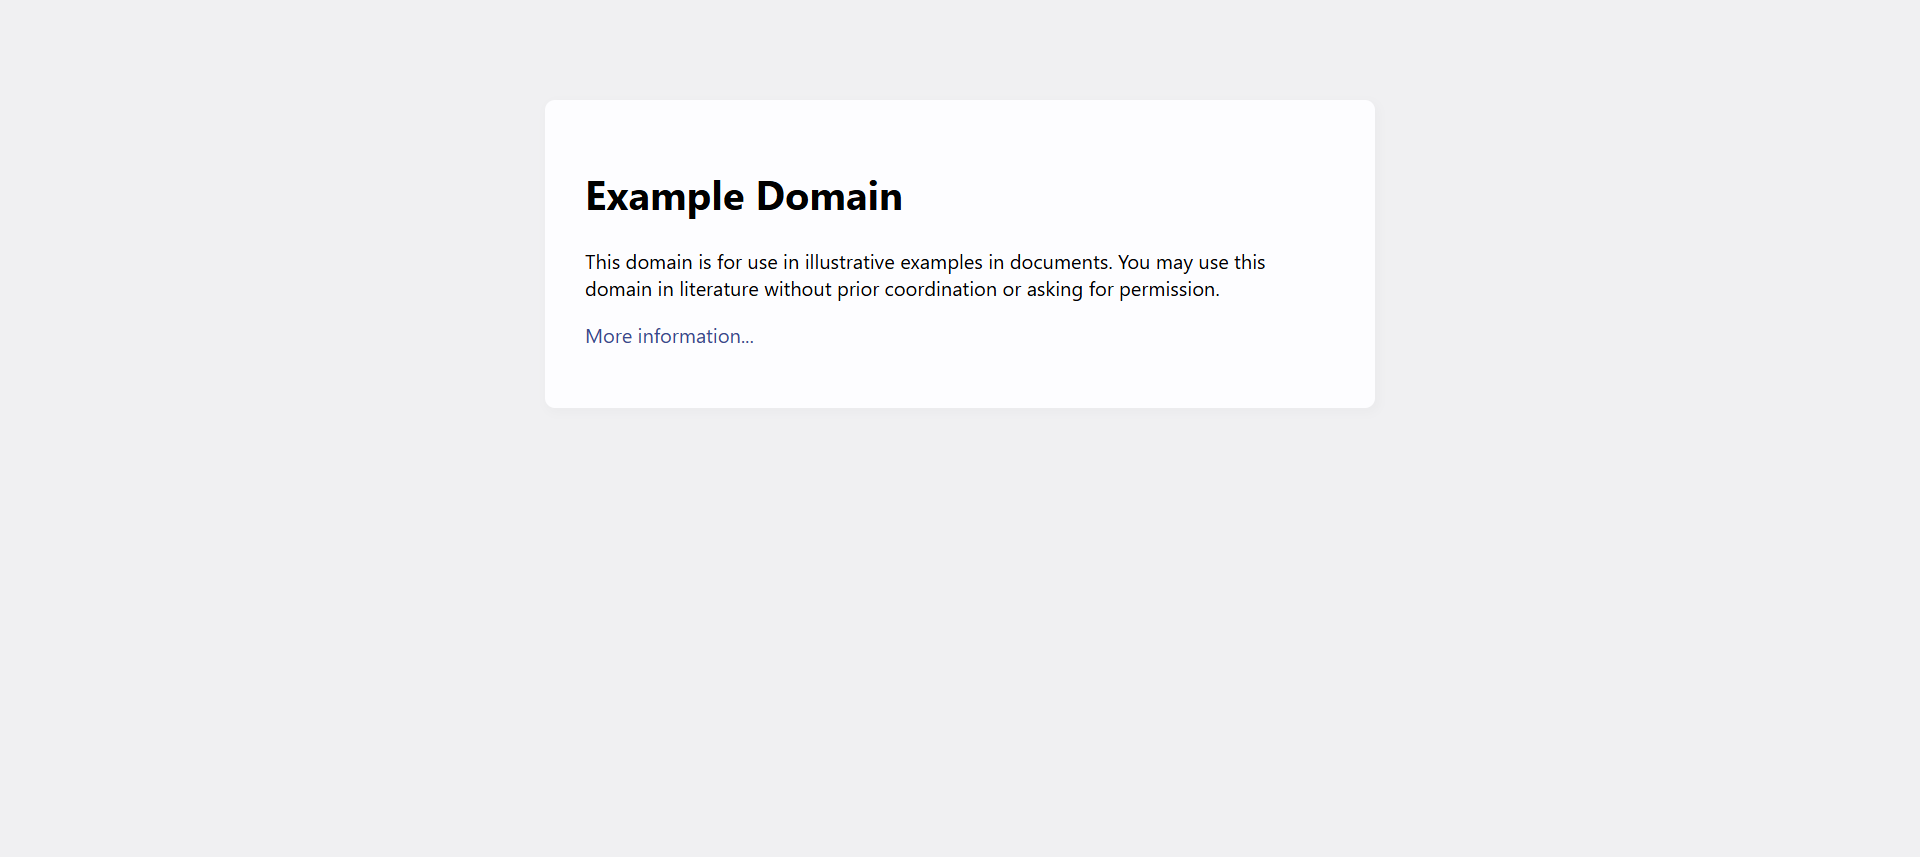 Example Domain
This domain is for use in illustrative examples in documents. You may use this
domain in literature without prior coordination or asking for permission.
More information...